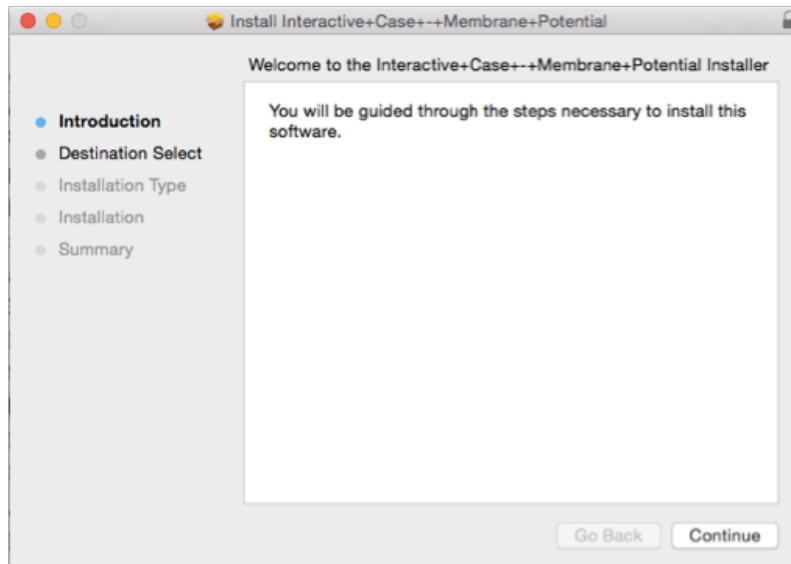 Install Interactive+Case+-+Membrane+Potential
Welcome to the Interactive+Case+-+Membrane+Potential Installer
Introduction
Destination Select
Installation Type
Installation
Summary
You will be guided through the steps necessary to install this
software.
Go Back
Continue